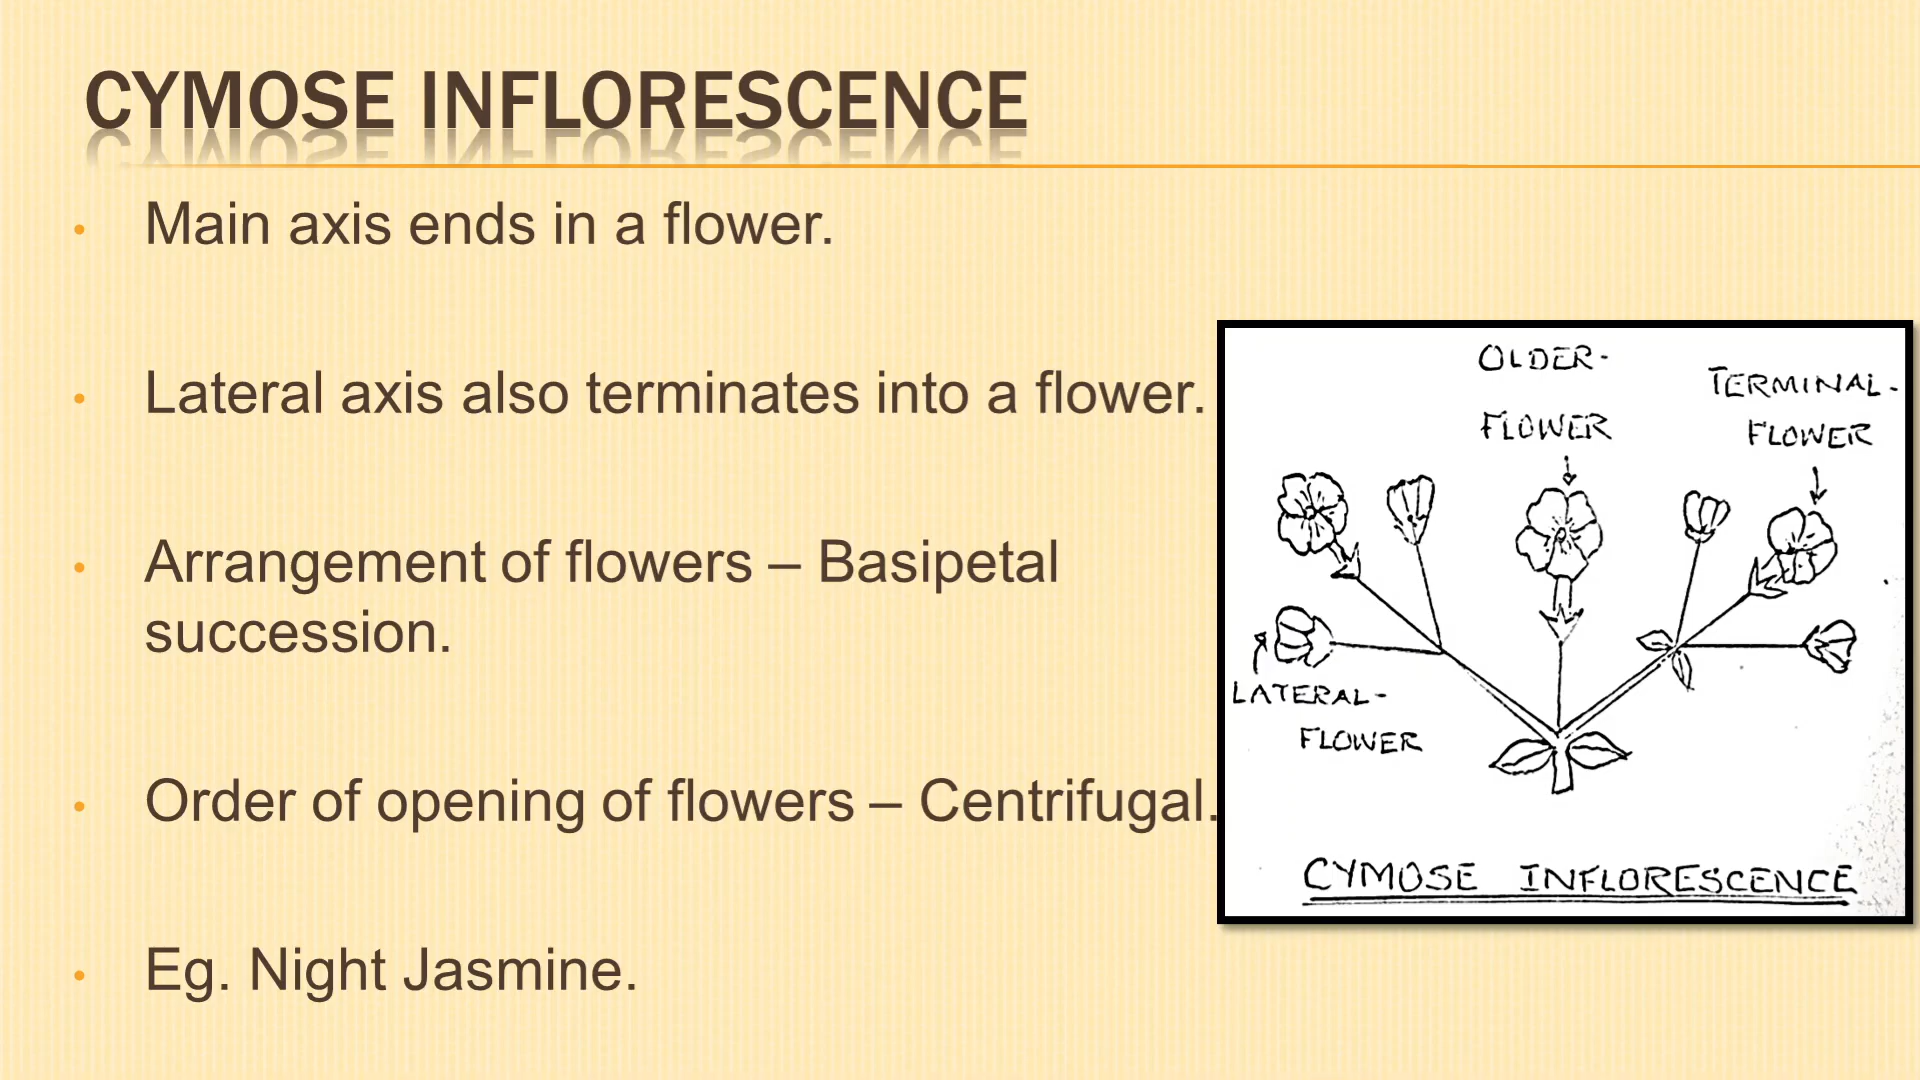 CYMOSE INFLORESCENCE
• Main axis ends in a flower.
• Lateral axis also terminates into a flower.
• Arrangement of flowers – Basipetal
succession.
• Order of opening of flowers – Centrifugal.
• Eg. Night Jasmine.
OLDER-
FLOWER
TERMINAL-
FLOWER
LATERAL-
FLOWER
CYMOSE INFLORESCENCE